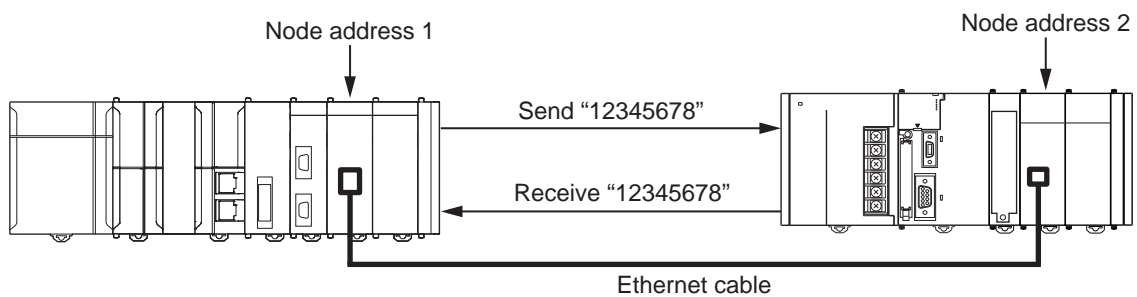 Node address 1
Node address 2
Send “12345678”
Receive “12345678”
Ethernet cable